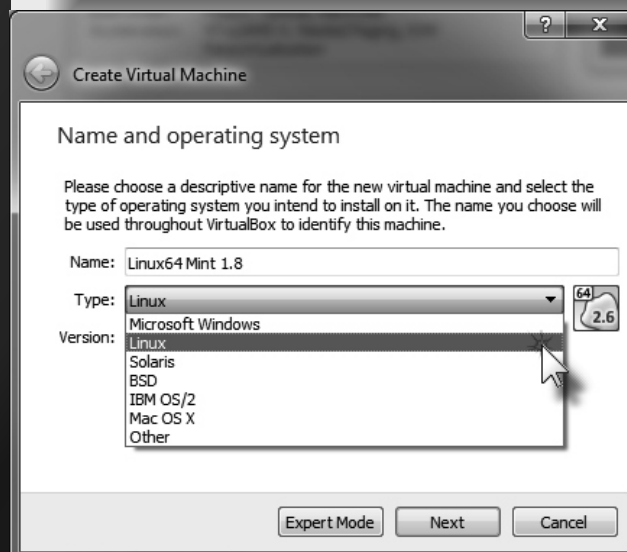 ? X
Create Virtual Machine
Name and operating system
Please choose a descriptive name for the new virtual machine and select the
type of operating system you intend to install on it. The name you choose will
be used throughout VirtualBox to identify this machine.
Name: Linux64 Mint 1.8
Type: Linux
64
2.6
Microsoft Windows
Version:
Linux
Solaris
BSD
IBM OS/2
Mac OS X
Other
Expert Mode Next Cancel